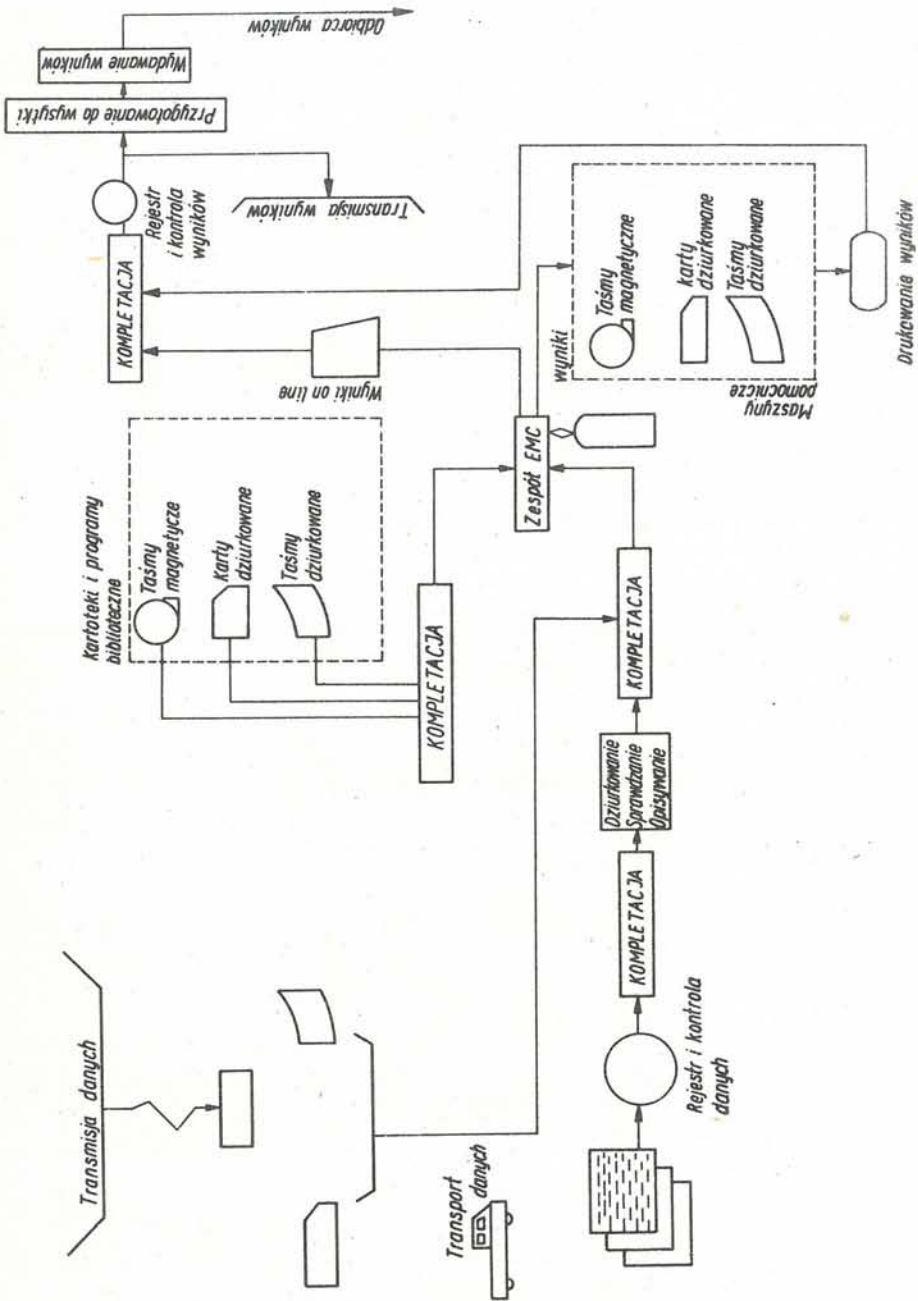 Transmisja danych
Transport
danych
Rejestr i kontrola
danych
KOMPLETACJA
Dziurkowanie
Sprawdzanie
Opisywanie
KOMPLETACJA
Kartoteki i programy
biblioteczne
Taśmy
magnetycze
Karty
dziurkowane
Taśmy
dziurkowane
KOMPLETACJA
Zespół EMC
Wyniki on line
wyniki
Taśmy
magnetyczne
karty
dziurkowane
Taśmy
dziurkowane
Maszyny
pomocnicze
Drukowanie wyników
KOMPLETACJA
Rejestr
i kontrola
wyników
Transmisja wyników
Przygotowanie do wysyłki
Wydawanie wyników
Odbiorca wyników